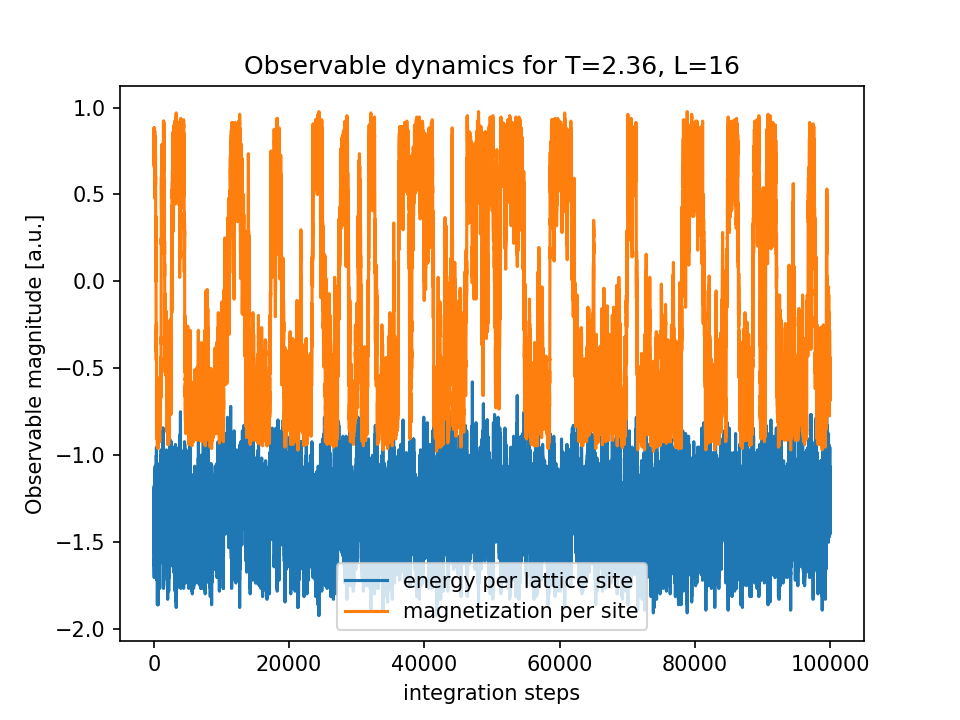 Observable dynamics for T=2.36, L=16
Observable magnitude [a.u.]
1.0
0.5
0.0
−0.5
−1.0
−1.5
−2.0
energy per lattice site
magnetization per site
0 20000 40000 60000 80000 100000
integration steps